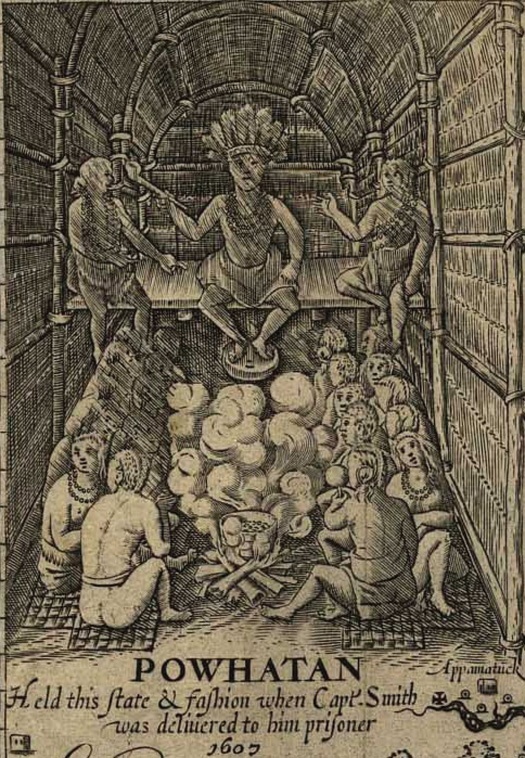 POWHATAN
Held this state & fashion when Capt. Smith
was deliuered to him prisoner
1607
Appamatuck